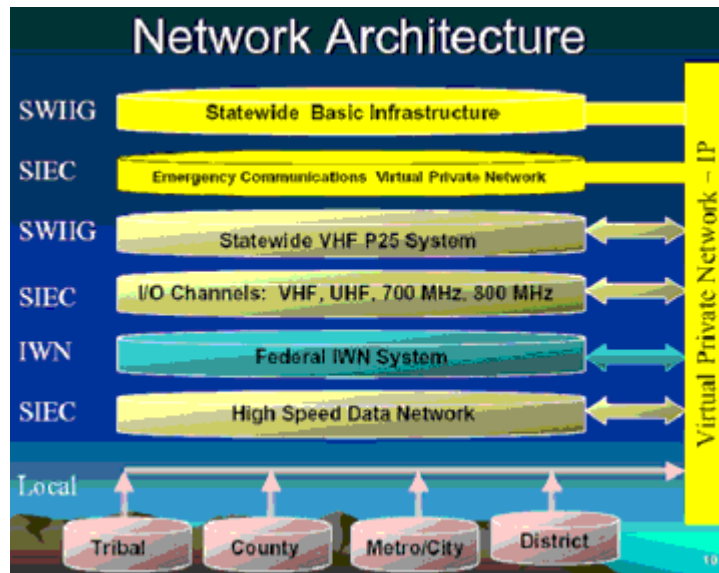 Network Architecture
SWIIG
Statewide Basic Infrastructure
SIEC
Emergency Communications Virtual Private Network
SWIIG
Statewide VHF P25 System
SIEC
I/O Channels: VHF, UHF, 700 MHz, 800 MHz
IWN
Federal IWN System
SIEC
High Speed Data Network
Virtual Private Network – IP
Local
Tribal
County
Metro/City
District
10